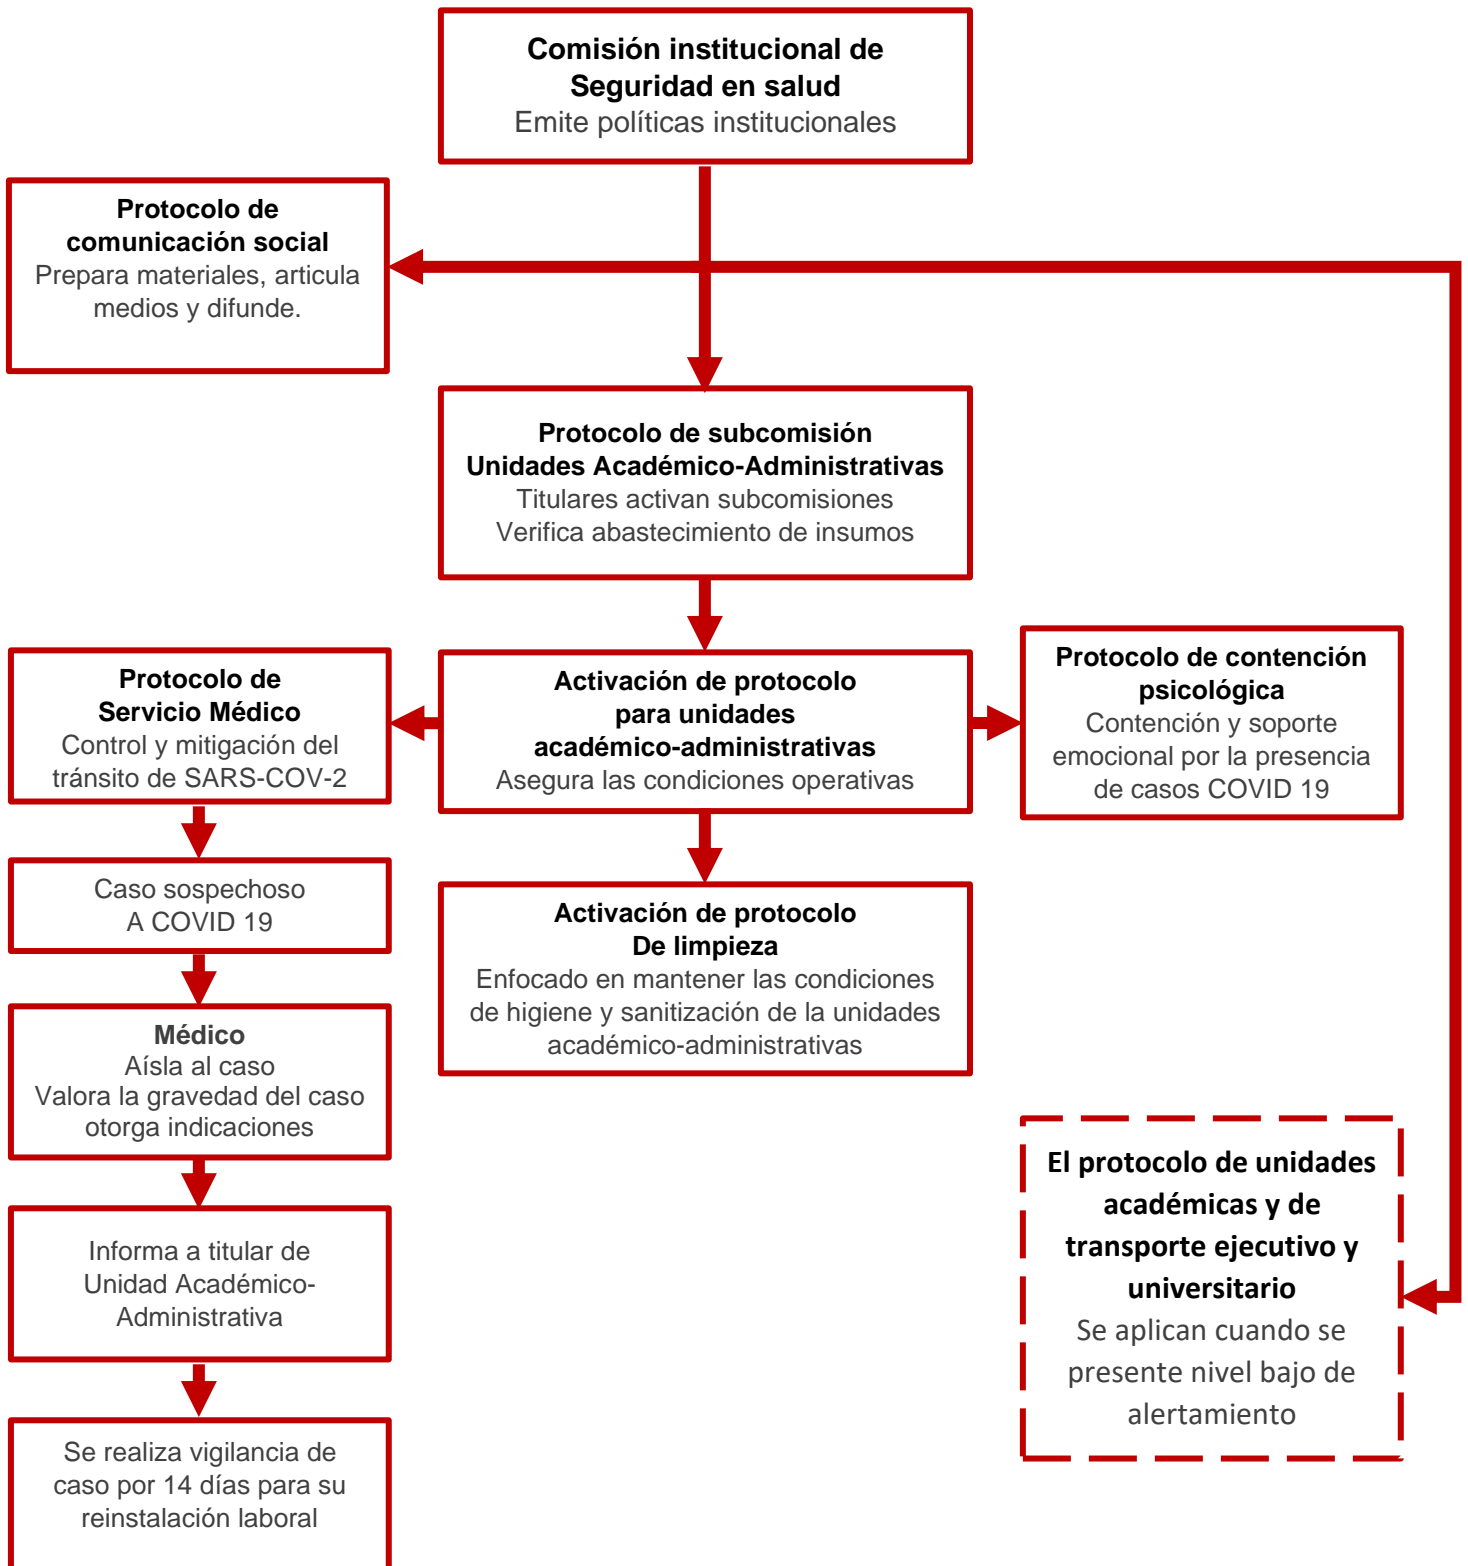 Comisión institucional de
Seguridad en salud
Emite políticas institucionales
Protocolo de
comunicación social
Prepara materiales, articula
medios y difunde.
Protocolo de subcomisión
Unidades Académico-Administrativas
Titulares activan subcomisiones
Verifica abastecimiento de insumos
Protocolo de
Servicio Médico
Control y mitigación del
tránsito de SARS-COV-2
Activación de protocolo
para unidades
académico-administrativas
Asegura las condiciones operativas
Protocolo de contención
psicológica
Contención y soporte
emocional por la presencia
de casos COVID 19
Caso sospechoso
A COVID 19
Activación de protocolo
De limpieza
Enfocado en mantener las condiciones
de higiene y sanitización de la unidades
académico-administrativas
Médico
Aísla al caso
Valora la gravedad del caso
otorga indicaciones
Informa a titular de
Unidad Académico-
Administrativa
Se realiza vigilancia de
caso por 14 días para su
reinstalación laboral
El protocolo de unidades
académicas y de
transporte ejecutivo y
universitario
Se aplican cuando se
presente nivel bajo de
alertamiento